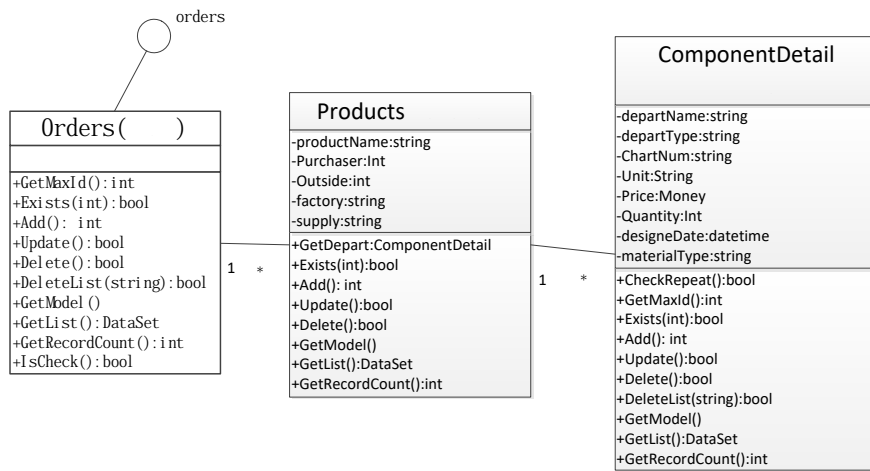 orders
Orders(    )
+GetMaxId():int
+Exists(int):bool
+Add(): int
+Update():bool
+Delete():bool
+DeleteList(string):bool
+GetModel()
+GetList():DataSet
+GetRecordCount():int
+IsCheck():bool
1 *
Products
-productName:string
-Purchaser:Int
-Outside:int
-factory:string
-supply:string
+GetDepart:ComponentDetail
+Exists(int):bool
+Add(): int
+Update():bool
+Delete():bool
+GetModel()
+GetList():DataSet
+GetRecordCount():int
1 *
ComponentDetail
-departName:string
-departType:string
-ChartNum:string
-Unit:String
-Price:Money
-Quantity:Int
-designeDate:datetime
-materialType:string
+CheckRepeat():bool
+GetMaxId():int
+Exists(int):bool
+Add(): int
+Update():bool
+Delete():bool
+DeleteList(string):bool
+GetModel()
+GetList():DataSet
+GetRecordCount():int